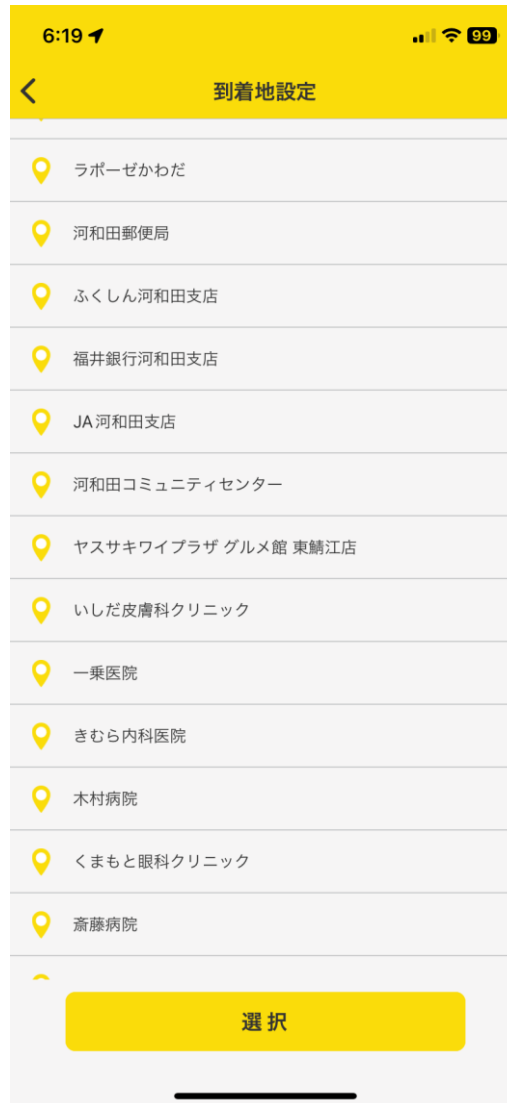 6:19
99
到着地設定
ラポーゼかわだ
河和田郵便局
ふくしん河和田支店
福井銀行河和田支店
JA河和田支店
河和田コミュニティセンター
ヤスサキワイプラザ グルメ館 東鯖江店
いしだ皮膚科クリニック
一乗医院
きむら内科医院
木村病院
くまもと眼科クリニック
斎藤病院
選択